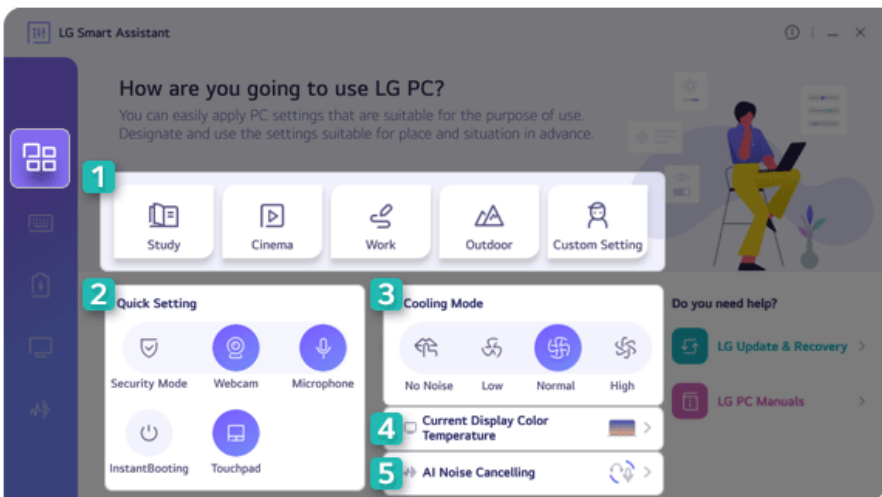 LG Smart Assistant
How are you going to use LG PC?
You can easily apply PC settings that are suitable for the purpose of use.
Designate and use the settings suitable for place and situation in advance.
1
Study
Cinema
Work
Outdoor
Custom Setting
2
Quick Setting
Security Mode
Webcam
Microphone
InstantBooting
Touchpad
3
Cooling Mode
No Noise
Low
Normal
High
4
Current Display Color
Temperature
5
AI Noise Cancelling
Do you need help?
LG Update & Recovery
LG PC Manuals